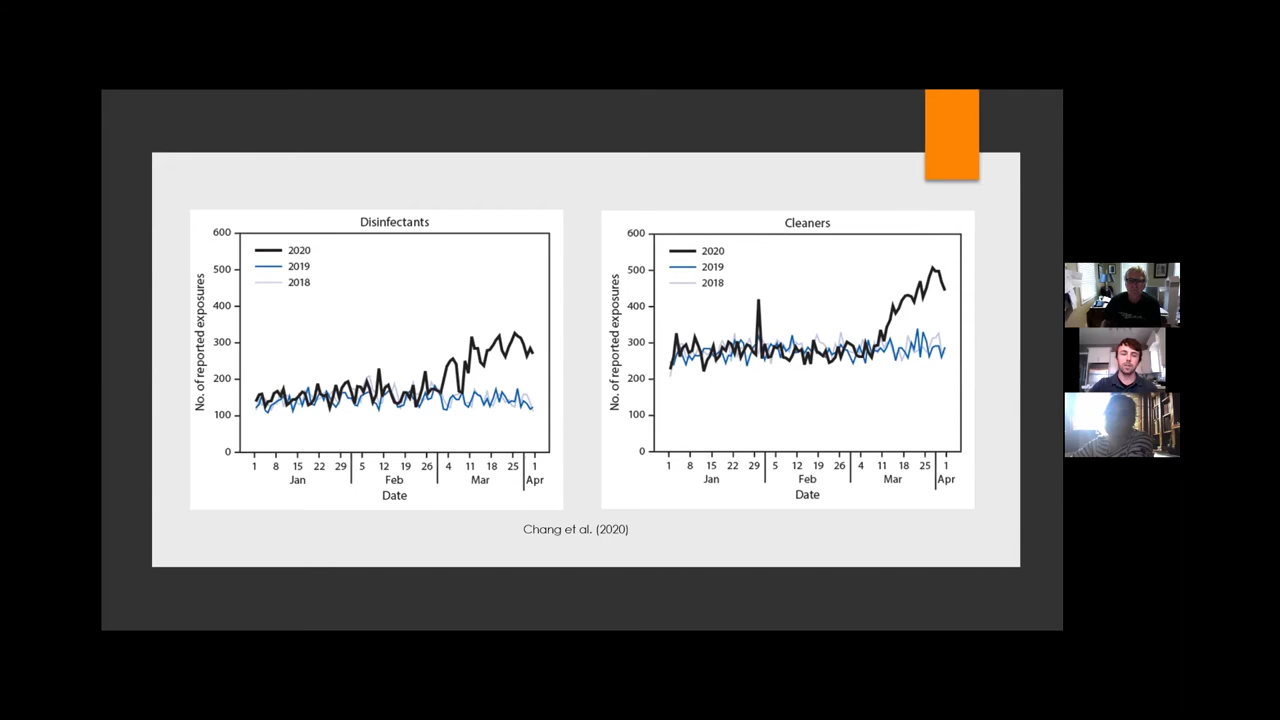 Disinfectants
600
500
400
300
200
100
0
No. of reported exposures
2020
2019
2018
1 8 15 22 29 5 12 19 26 4 11 18 25 1
Jan Feb Mar Apr
Date
Cleaners
600
500
400
300
200
100
0
No. of reported exposures
2020
2019
2018
1 8 15 22 29 5 12 19 26 4 11 18 25 1
Jan Feb Mar Apr
Date
Chang et al. (2020)